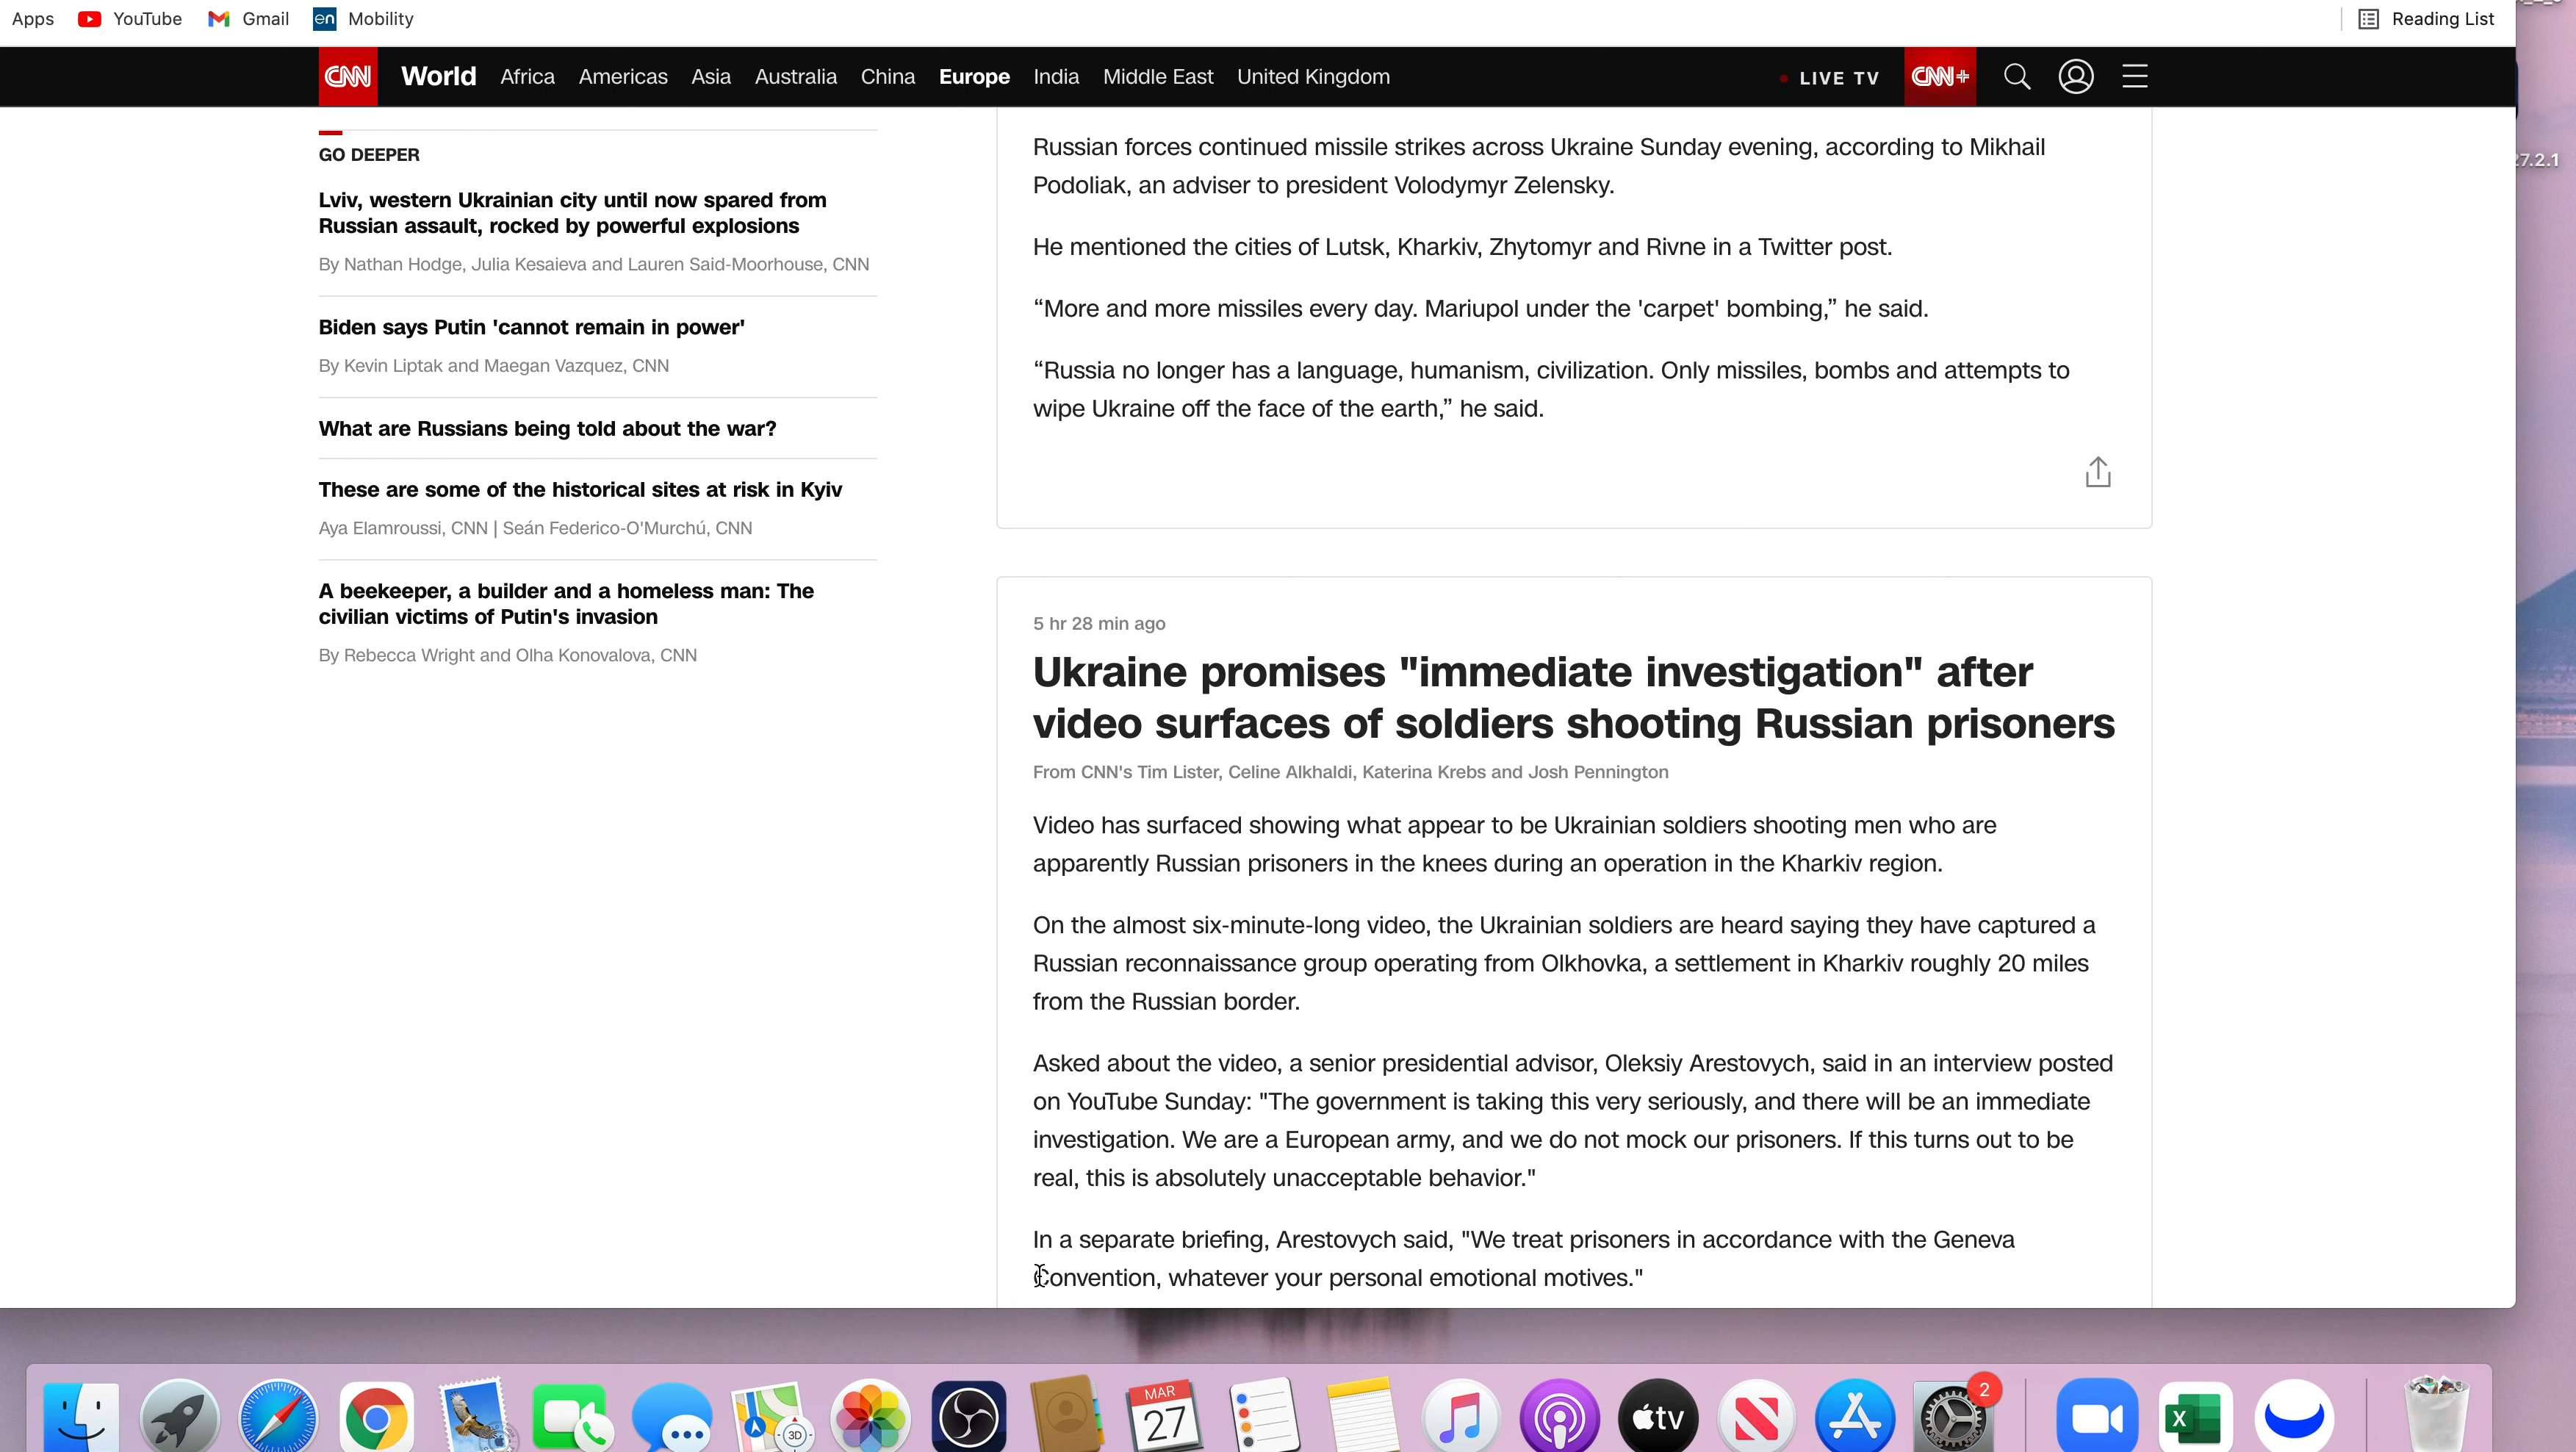 Apps YouTube Gmail en Mobility Reading List
CNN World Africa Americas Asia Australia China Europe India Middle East United Kingdom LIVE TV CNN+
27.2.1
GO DEEPER
Lviv, western Ukrainian city until now spared from
Russian assault, rocked by powerful explosions
By Nathan Hodge, Julia Kesaieva and Lauren Said-Moorhouse, CNN
Biden says Putin 'cannot remain in power'
By Kevin Liptak and Maegan Vazquez, CNN
What are Russians being told about the war?
These are some of the historical sites at risk in Kyiv
Aya Elamroussi, CNN | Seán Federico-O'Murchú, CNN
A beekeeper, a builder and a homeless man: The
civilian victims of Putin's invasion
By Rebecca Wright and Olha Konovalova, CNN
Russian forces continued missile strikes across Ukraine Sunday evening, according to Mikhail
Podoliak, an adviser to president Volodymyr Zelensky.
He mentioned the cities of Lutsk, Kharkiv, Zhytomyr and Rivne in a Twitter post.
“More and more missiles every day. Mariupol under the 'carpet' bombing,” he said.
“Russia no longer has a language, humanism, civilization. Only missiles, bombs and attempts to
wipe Ukraine off the face of the earth,” he said.
5 hr 28 min ago
Ukraine promises "immediate investigation" after
video surfaces of soldiers shooting Russian prisoners
From CNN's Tim Lister, Celine Alkhaldi, Katerina Krebs and Josh Pennington
Video has surfaced showing what appear to be Ukrainian soldiers shooting men who are
apparently Russian prisoners in the knees during an operation in the Kharkiv region.
On the almost six-minute-long video, the Ukrainian soldiers are heard saying they have captured a
Russian reconnaissance group operating from Olkhovka, a settlement in Kharkiv roughly 20 miles
from the Russian border.
Asked about the video, a senior presidential advisor, Oleksiy Arestovych, said in an interview posted
on YouTube Sunday: "The government is taking this very seriously, and there will be an immediate
investigation. We are a European army, and we do not mock our prisoners. If this turns out to be
real, this is absolutely unacceptable behavior."
In a separate briefing, Arestovych said, "We treat prisoners in accordance with the Geneva
Convention, whatever your personal emotional motives."
3D MAR 27 tv 2 X